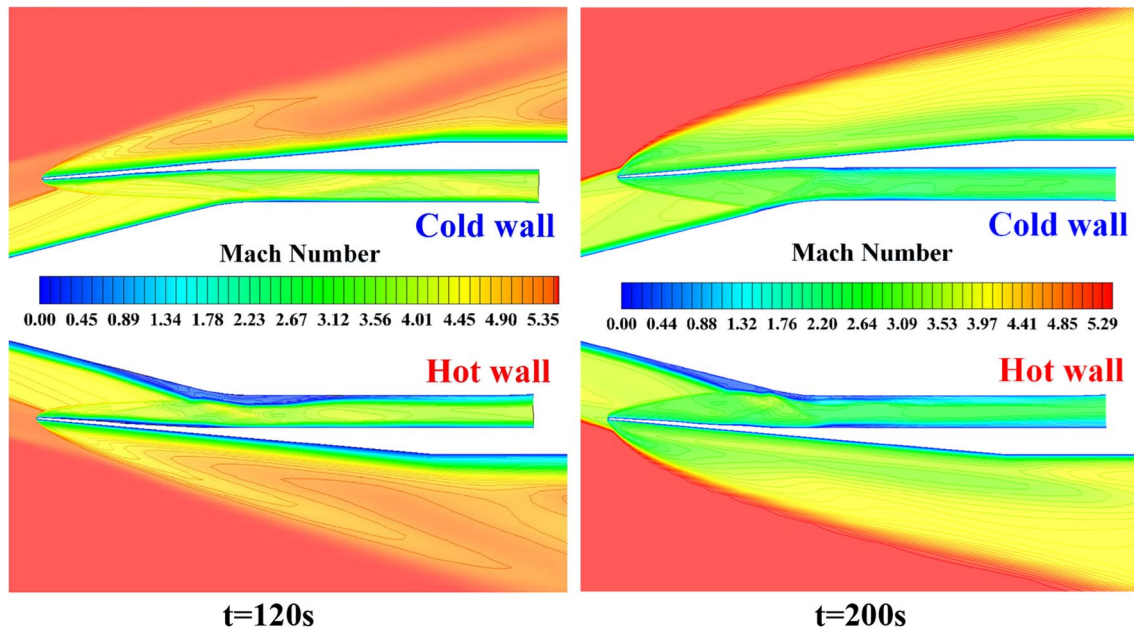 Cold wall
Mach Number
0.00 0.45 0.89 1.34 1.78 2.23 2.67 3.12 3.56 4.01 4.45 4.90 5.35
Hot wall
t=120s
Cold wall
Mach Number
0.00 0.44 0.88 1.32 1.76 2.20 2.64 3.09 3.53 3.97 4.41 4.85 5.29
Hot wall
t=200s